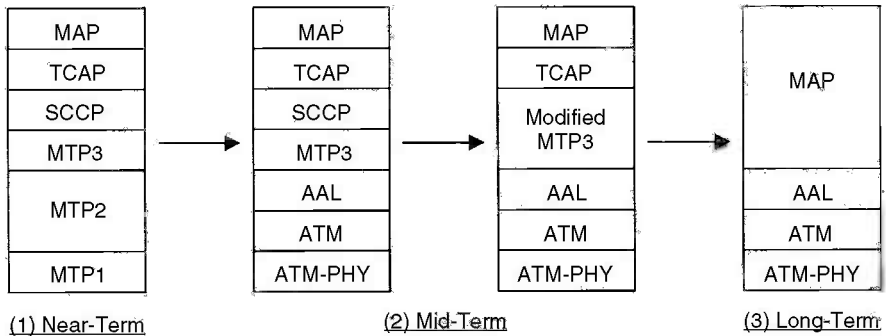 MAP
TCAP
SCCP
MTP3
MTP2
MTP1
(1) Near-Term
MAP
TCAP
SCCP
MTP3
AAL
ATM
ATM-PHY
MAP
TCAP
Modified
MTP3
AAL
ATM
ATM-PHY
(2) Mid-Term
MAP
AAL
ATM
ATM-PHY
(3) Long-Term